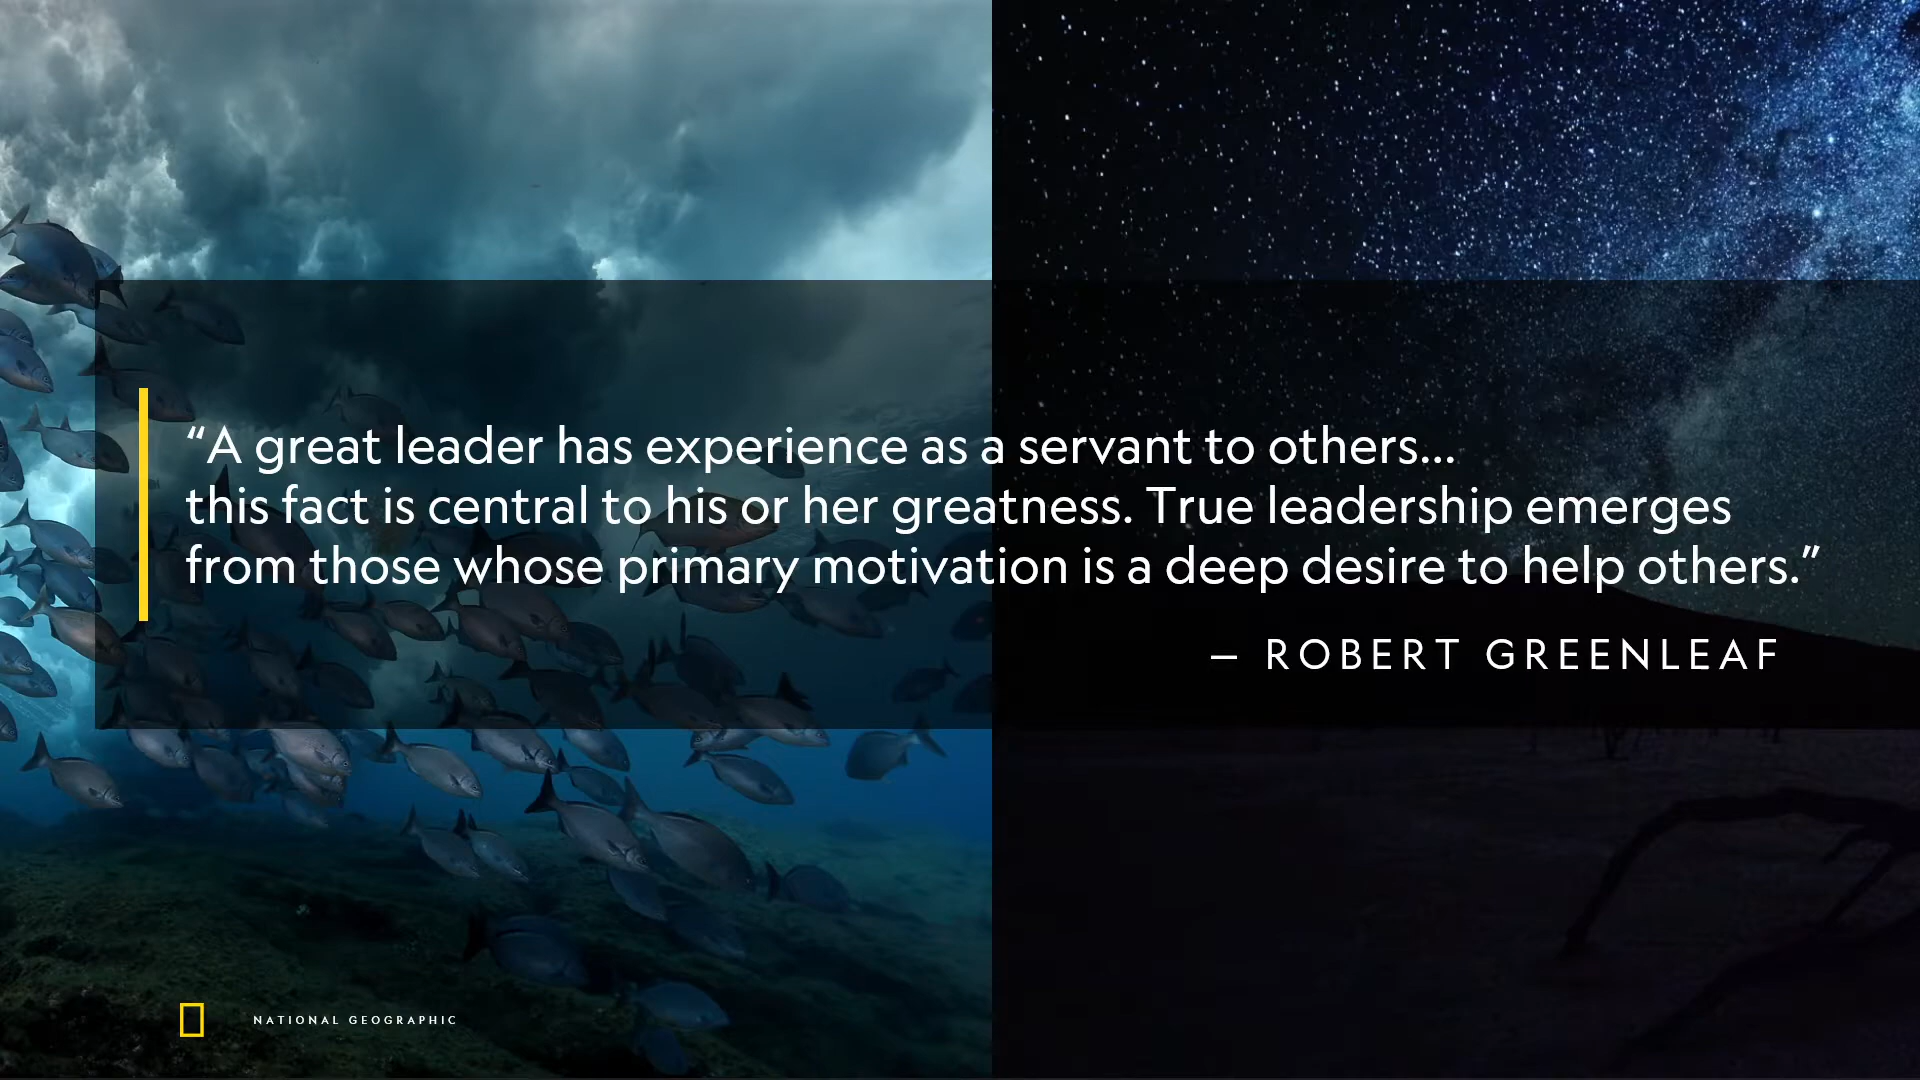 “A great leader has experience as a servant to others...
this fact is central to his or her greatness. True leadership emerges
from those whose primary motivation is a deep desire to help others.”
– ROBERT GREENLEAF
NATIONAL GEOGRAPHIC